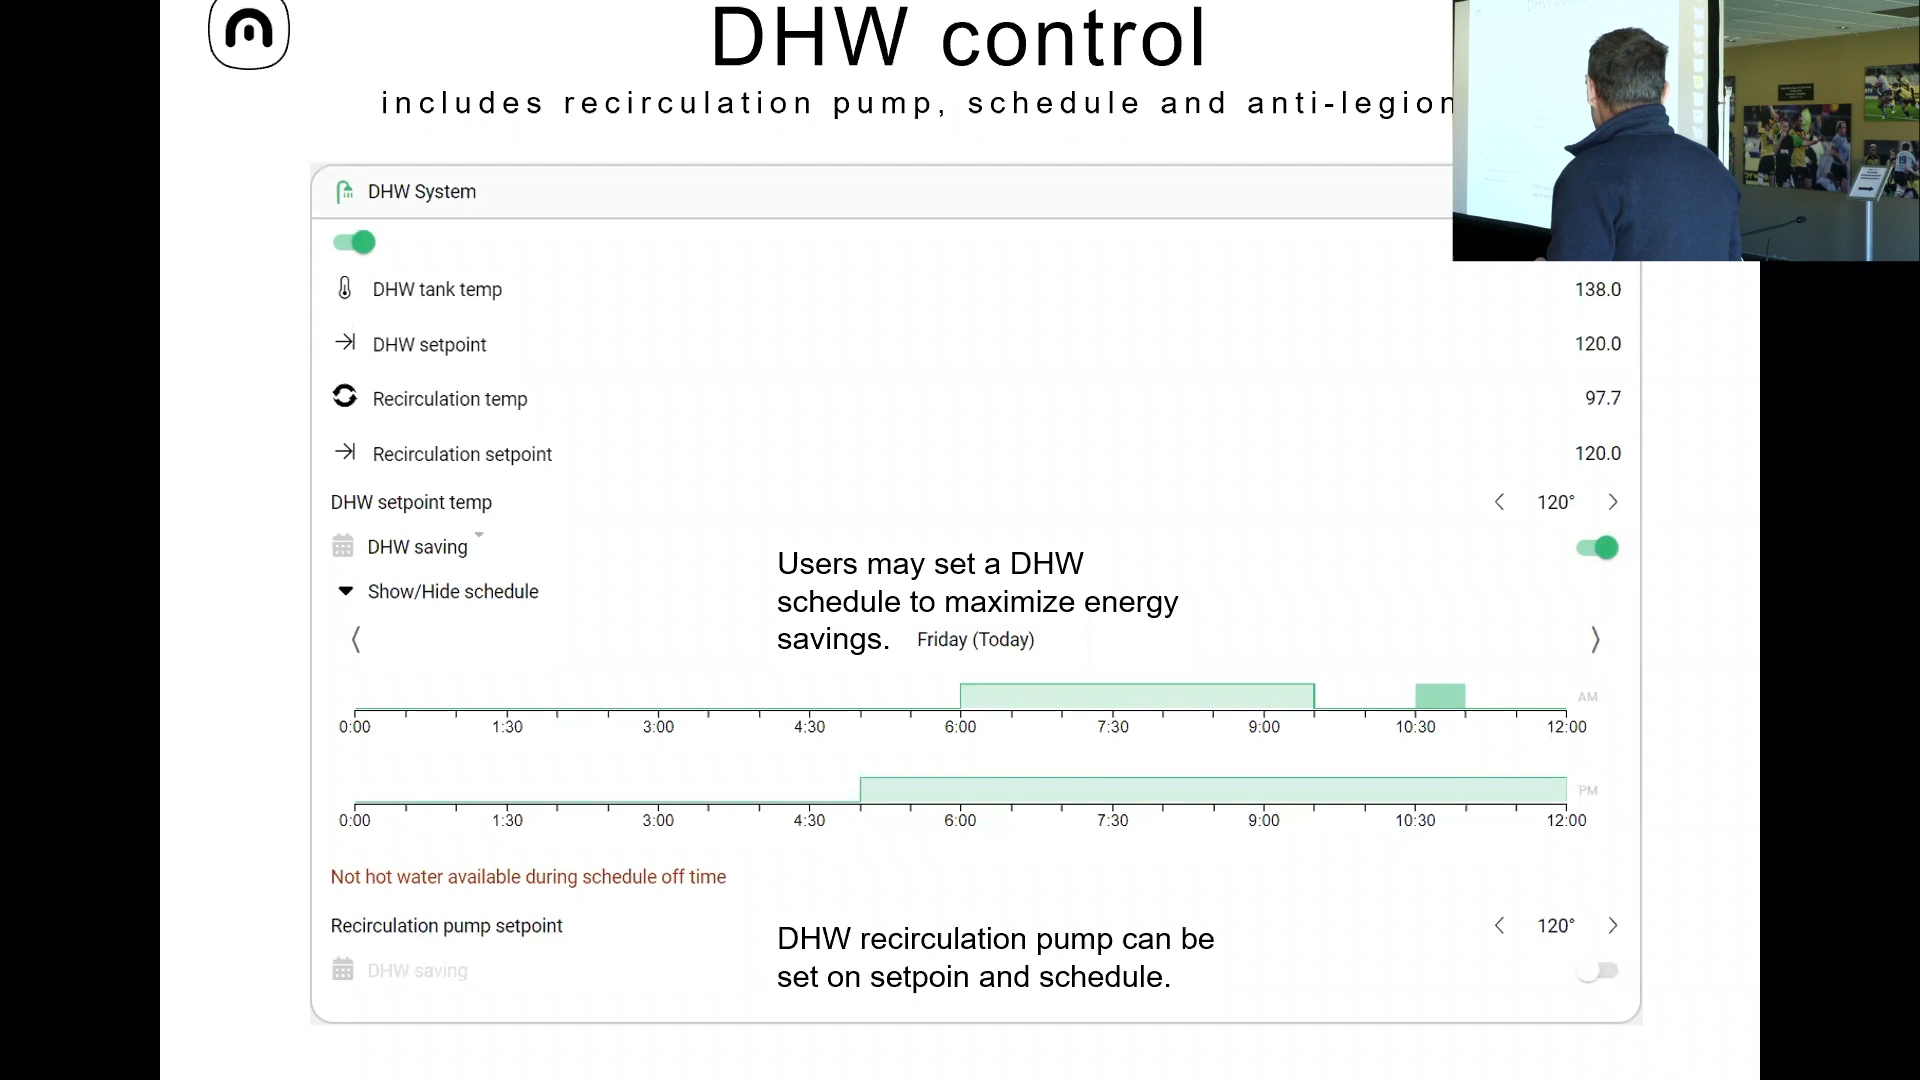 DHW control
includes recirculation pump, schedule and
DHW System
DHW tank temp 138.0
DHW setpoint 120.0
Recirculation temp 97.7
Recirculation setpoint 120.0
DHW setpoint temp 120°
DHW saving
Users may set a DHW
Show/Hide schedule
schedule to maximize energy
savings. Friday (Today)
AM
0:00 1:30 3:00 4:30 6:00 7:30 9:00 10:30 12:00
PM
0:00 1:30 3:00 4:30 6:00 7:30 9:00 10:30 12:00
Not hot water available during schedule off time
Recirculation pump setpoint 120°
DHW recirculation pump can be
DHW saving
set on setpoin and schedule.